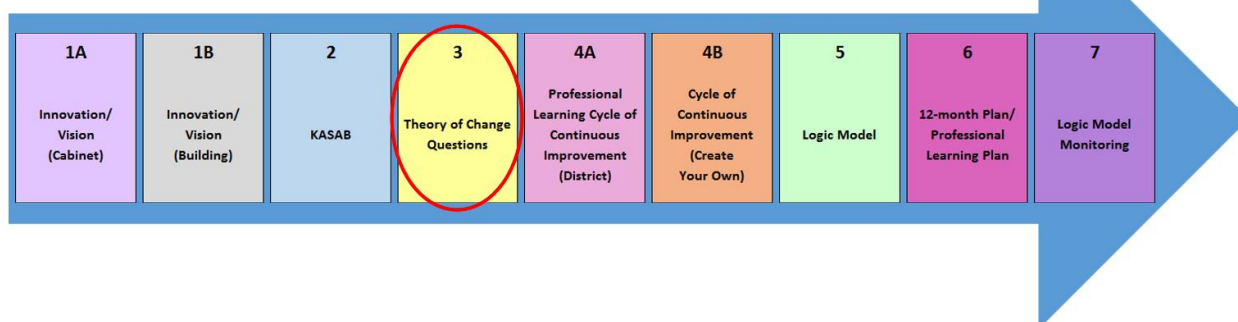 1A
Innovation/
Vision
(Cabinet)
1B
Innovation/
Vision
(Building)
2
KASAB
3
Theory of Change
Questions
4A
Professional
Learning Cycle of
Continuous
Improvement
(District)
4B
Cycle of
Continuous
Improvement
(Create
Your Own)
5
Logic Model
6
12-month Plan/
Professional
Learning Plan
7
Logic Model
Monitoring